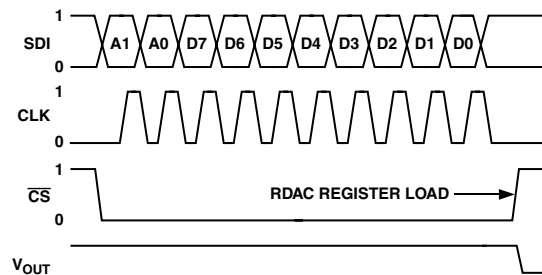 1
SDI A1 A0 D7 D6 D5 D4 D3 D2 D1 D0
0
1
CLK
0
1
CS RDAC REGISTER LOAD
0
VOUT